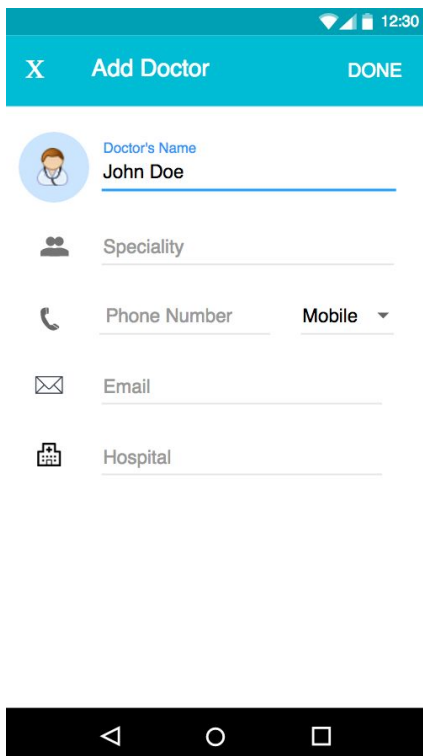 12:30
X Add Doctor DONE
Doctor's Name
John Doe
Speciality
Phone Number Mobile
Email
Hospital